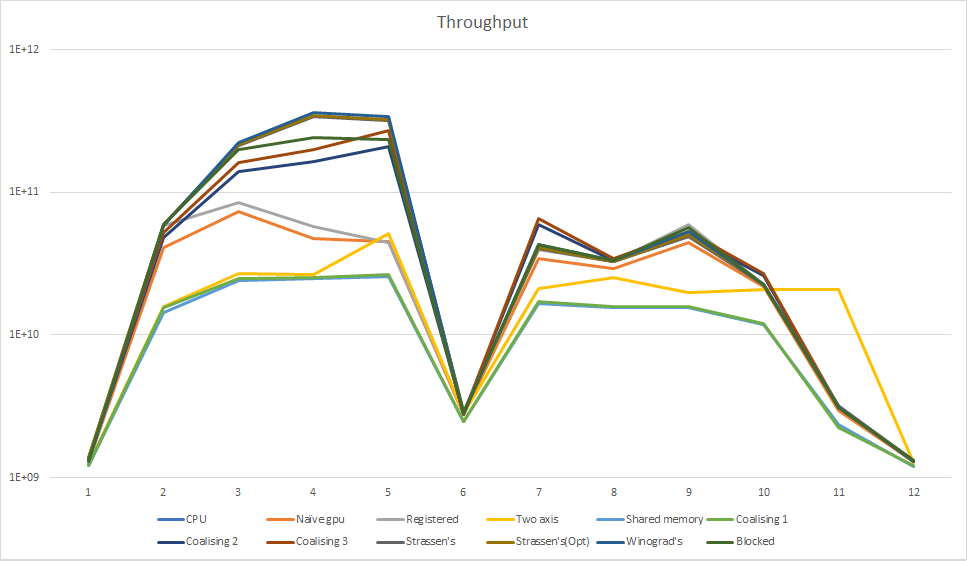 Throughput
1E+12
1E+11
1E+10
1E+09
1 2 3 4 5 6 7 8 9 10 11 12
CPU Naïve gpu Registered Two axis Shared memory Coalising 1
Coalising 2 Coalising 3 Strassen's Strassen's(Opt) Winograd's Blocked